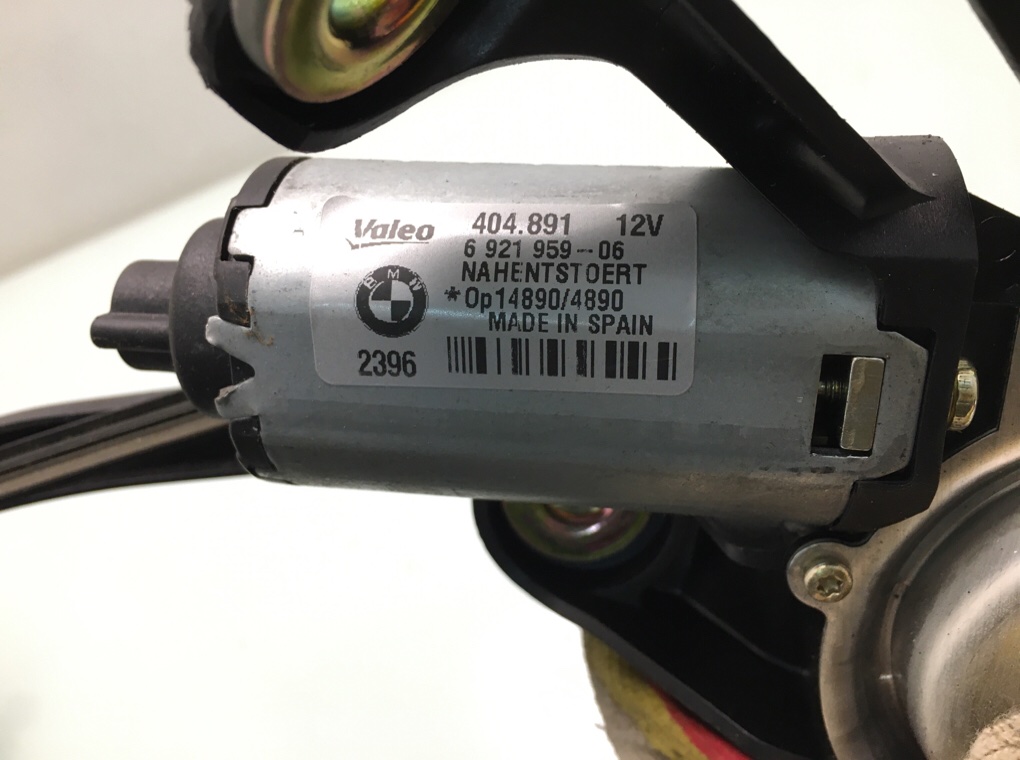 Valeo 404.891 12V
6 921 959-06
BMW NAHENTSTOERT
*Op14890/4890
MADE IN SPAIN
2396